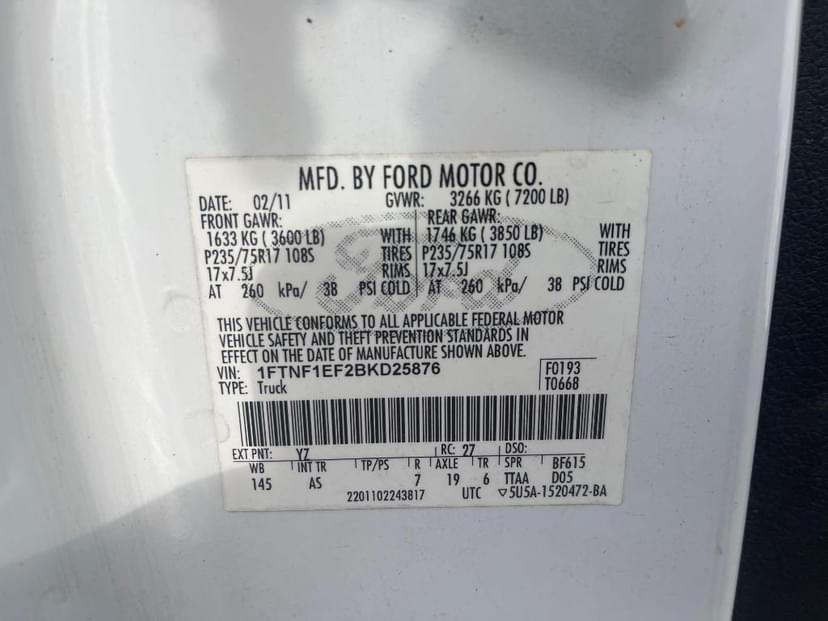 MFD. BY FORD MOTOR CO.
DATE: 02/11 GVWR: 3266 KG ( 7200 LB)
FRONT GAWR: REAR GAWR:
1633 KG ( 3600 LB) WITH 1746 KG ( 3850 LB) WITH
P235/75R17 108S TIRES P235/75R17 108S TIRES
17x7.5J RIMS 17x7.5J RIMS
AT 260 kPa/ 38 PSI COLD AT 260 kPa/ 38 PSI COLD
Ford
THIS VEHICLE CONFORMS TO ALL APPLICABLE FEDERAL MOTOR
VEHICLE SAFETY AND THEFT PREVENTION STANDARDS IN
EFFECT ON THE DATE OF MANUFACTURE SHOWN ABOVE.
VIN: 1FTNF1EF2BKD25876 F0193
TYPE: Truck T0668
EXT PNT: Y7 RC: 27 DSO:
WB INT TR TP/PS R AXLE TR SPR BF615
145 AS 7 19 6 TTAA D05
2201102243817 UTC ▽5U5A-1520472-BA